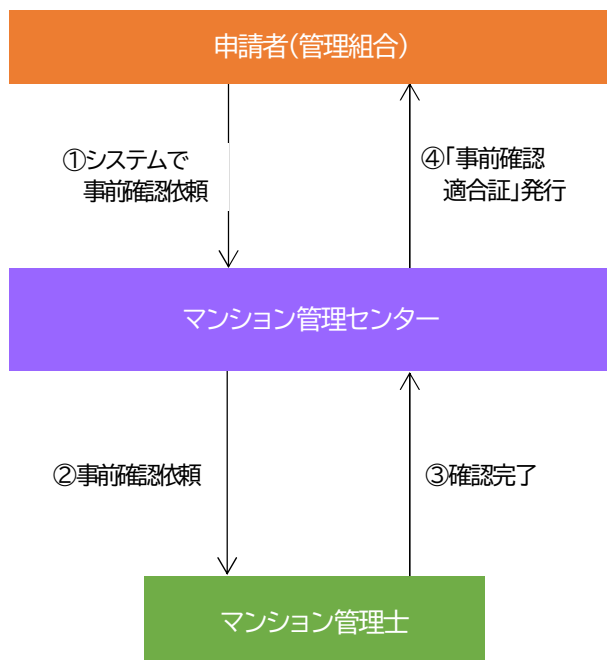 申請者(管理組合)
①システムで
事前確認依頼
④「事前確認
適合証」発行
マンション管理センター
②事前確認依頼
③確認完了
マンション管理士